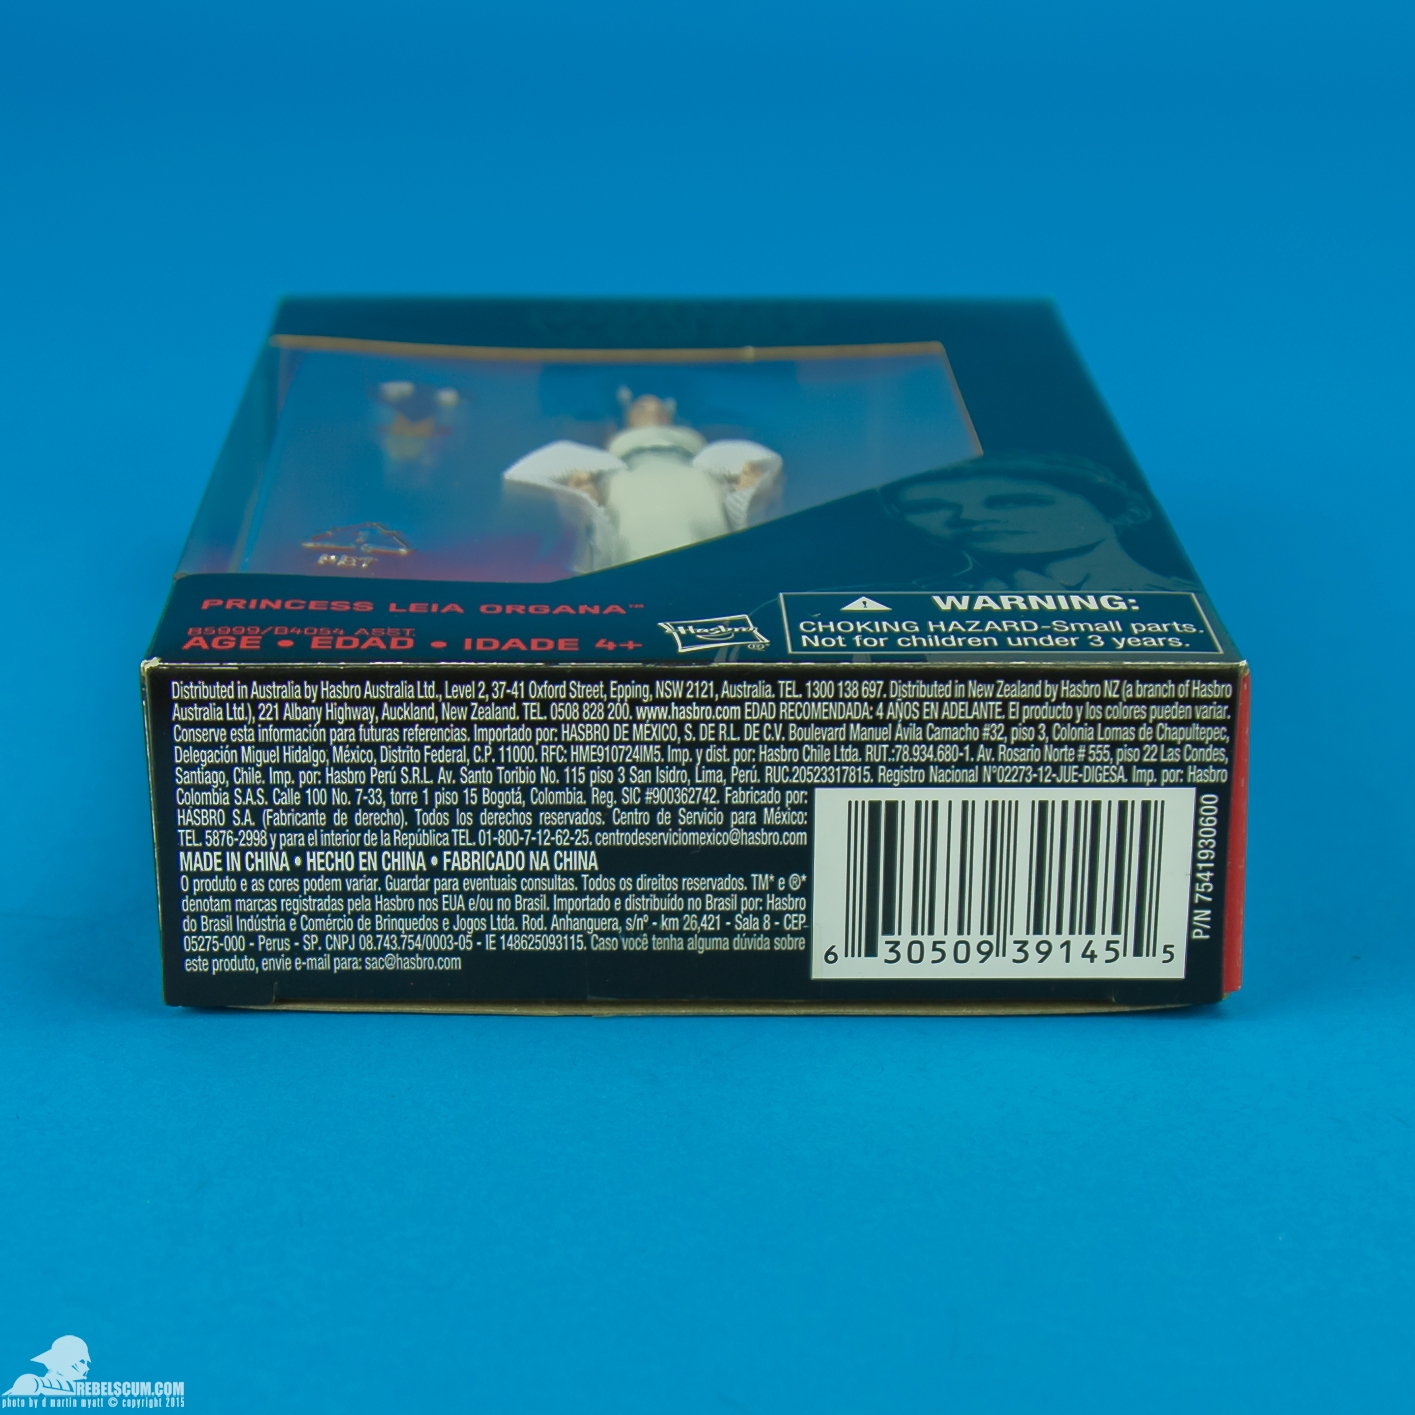 PRINCESS LEIA ORGANA™
B5999/B4054 ASST.
AGE • EDAD • IDADE 4+
Hasbro ®
WARNING:
CHOKING HAZARD-Small parts.
Not for children under 3 years.
Distributed in Australia by Hasbro Australia Ltd., Level 2, 37-41 Oxford Street, Epping, NSW 2121, Australia. TEL. 1300 138 697. Distributed in New Zealand by Hasbro NZ (a branch of Hasbro
Australia Ltd.), 221 Albany Highway, Auckland, New Zealand. TEL. 0508 828 200. www.hasbro.com EDAD RECOMENDADA: 4 AÑOS EN ADELANTE. El producto y los colores pueden variar.
Conserve esta información para futuras referencias. Importado por: HASBRO DE MÉXICO, S. DE R.L. DE C.V. Boulevard Manuel Ávila Camacho #32, piso 3, Colonia Lomas de Chapultepec,
Delegación Miguel Hidalgo, México, Distrito Federal, C.P. 11000. RFC: HME910724IM5. Imp. y dist. por: Hasbro Chile Ltda. RUT.:78.934.680-1. Av. Rosario Norte # 555, piso 22 Las Condes,
Santiago, Chile. Imp. por: Hasbro Perú S.R.L. Av. Santo Toribio No. 115 piso 3 San Isidro, Lima, Perú. RUC.20523317815. Registro Nacional N°02273-12-JUE-DIGESA. Imp. por: Hasbro
Colombia S.A.S. Calle 100 No. 7-33, torre 1 piso 15 Bogotá, Colombia. Reg. SIC #900362742. Fabricado por:
HASBRO S.A. (Fabricante de derecho). Todos los derechos reservados. Centro de Servicio para México:
TEL. 5876-2998 y para el interior de la República TEL. 01-800-7-12-62-25. centrodeserviciomexico@hasbro.com
MADE IN CHINA • HECHO EN CHINA • FABRICADO NA CHINA
O produto e as cores podem variar. Guardar para eventuais consultas. Todos os direitos reservados. TM* e ®*
denotam marcas registradas pela Hasbro nos EUA e/ou no Brasil. Importado e distribuído no Brasil por: Hasbro
do Brasil Indústria e Comércio de Brinquedos e Jogos Ltda. Rod. Anhanguera, s/nº - km 26,421 - Sala 8 - CEP
05275-000 - Perus - SP. CNPJ 08.743.754/0003-05 - IE 148625093115. Caso você tenha alguma dúvida sobre
este produto, envie e-mail para: sac@hasbro.com
6 30509 39145 5
P/N 7541930600
REBELSCUM.COM
photo by d martin myatt © copyright 2015